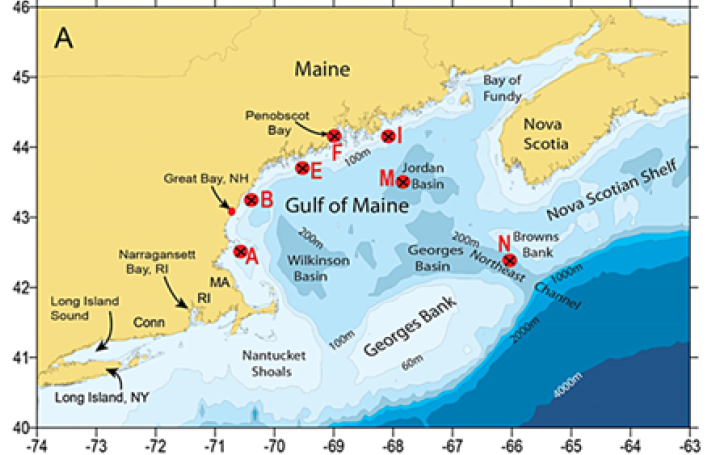 46
A
Maine
45
Bay of
Fundy
Penobscot
Bay
44
F
I
100m
Nova
Scotia
E
M
Jordan
Basin
Great Bay, NH
B
Gulf of Maine
Nova Scotian Shelf
43
N
Browns
Bank
200m
200m
A
Narragansett
Bay, RI
Wilkinson
Basin
Georges
Basin
Northeast
Channel
1000m
MA
42
RI
Long Island
Sound
Conn
Georges Bank
2000m
100m
41
Nantucket
Shoals
60m
4000m
Long Island, NY
40
-74 -73 -72 -71 -70 -69 -68 -67 -66 -65 -64 -63